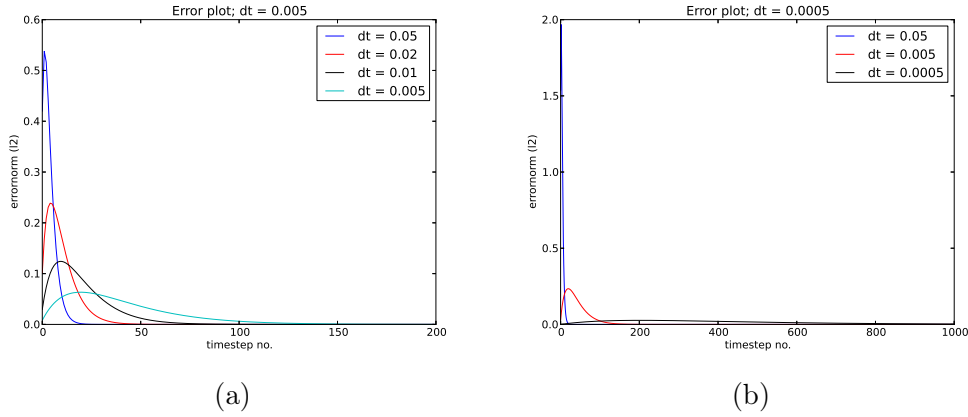 Error plot; dt = 0.005
0.6
0.5
0.4
0.3
0.2
0.1
0.0
errornorm (l2)
dt = 0.05
dt = 0.02
dt = 0.01
dt = 0.005
0
50
100
150
200
timestep no.
(a)
Error plot; dt = 0.0005
2.0
1.5
1.0
0.5
0.0
errornorm (l2)
dt = 0.05
dt = 0.005
dt = 0.0005
0
200
400
600
800
1000
timestep no.
(b)